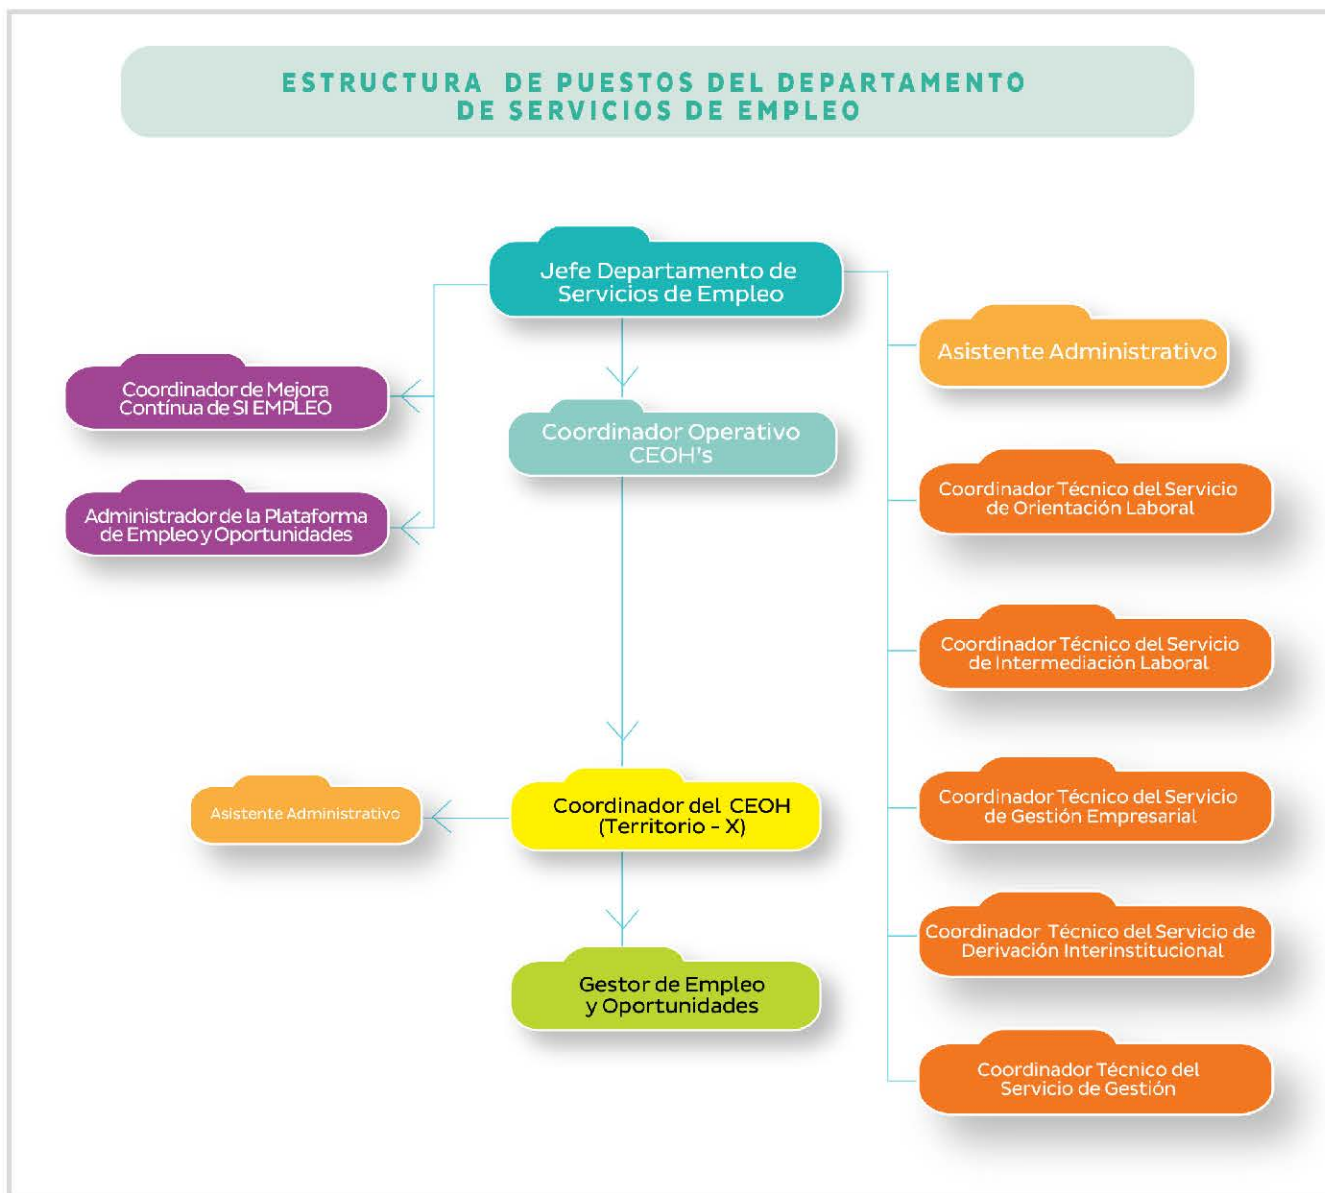 ESTRUCTURA DE PUESTOS DEL DEPARTAMENTO
DE SERVICIOS DE EMPLEO
Jefe Departamento de
Servicios de Empleo
Coordinador de Mejora
Contínua de SI EMPLEO
Administrador de la Plataforma
de Empleo y Oportunidades
Coordinador Operativo
CEOH's
Asistente Administrativo
Coordinador Técnico del Servicio
de Orientación Laboral
Coordinador Técnico del Servicio
de Intermediación Laboral
Coordinador Técnico del Servicio
de Gestión Empresarial
Coordinador Técnico del Servicio de
Derivación Interinstitucional
Coordinador Técnico del
Servicio de Gestión
Asistente Administrativo
Coordinador del CEOH
(Territorio - X)
Gestor de Empleo
y Oportunidades